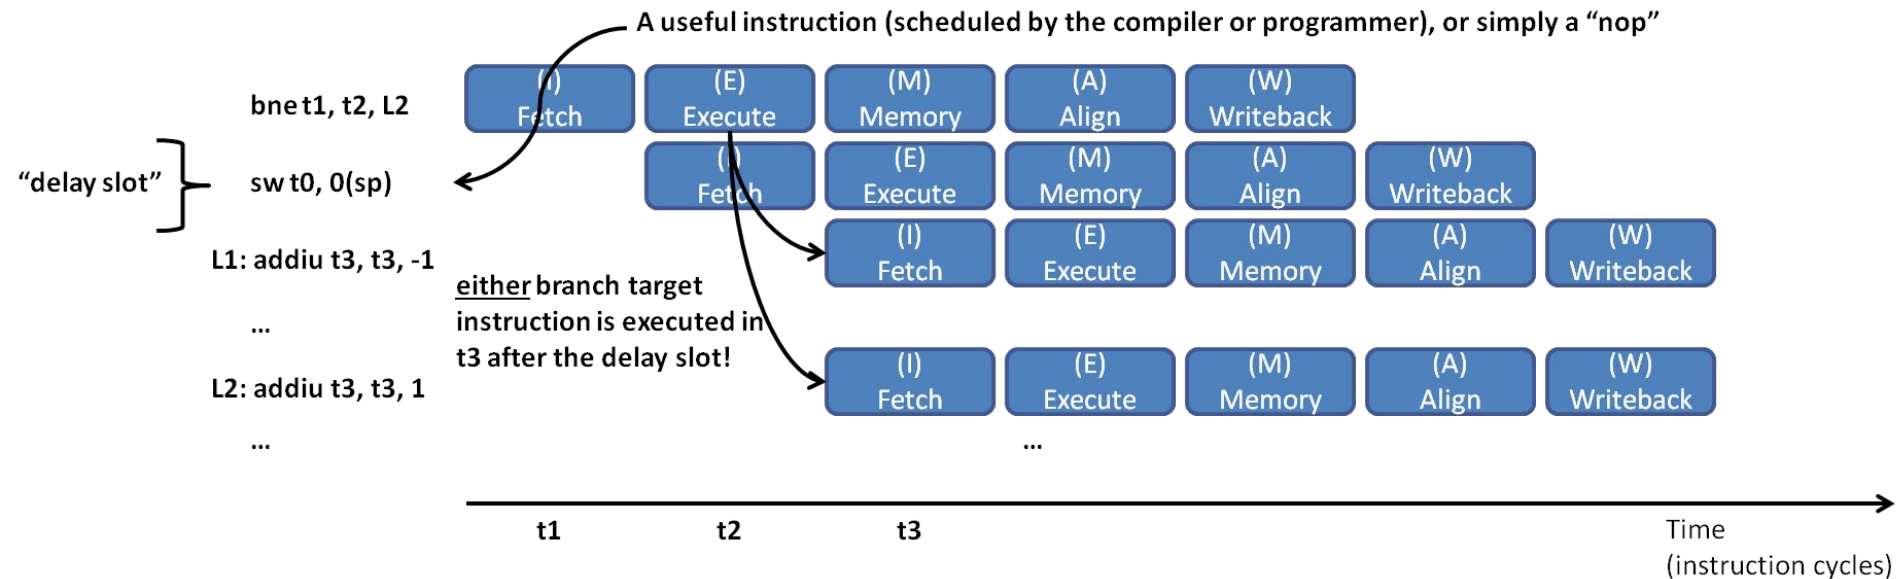 A useful instruction (scheduled by the compiler or programmer), or simply a “nop”
bne t1, t2, L2
(I) Fetch
(E) Execute
(M) Memory
(A) Align
(W) Writeback
“delay slot”
sw t0, 0(sp)
(I) Fetch
(E) Execute
(M) Memory
(A) Align
(W) Writeback
L1: addiu t3, t3, -1
(I) Fetch
(E) Execute
(M) Memory
(A) Align
(W) Writeback
either branch target
instruction is executed in
t3 after the delay slot!
...
L2: addiu t3, t3, 1
(I) Fetch
(E) Execute
(M) Memory
(A) Align
(W) Writeback
...
...
t1
t2
t3
Time
(instruction cycles)